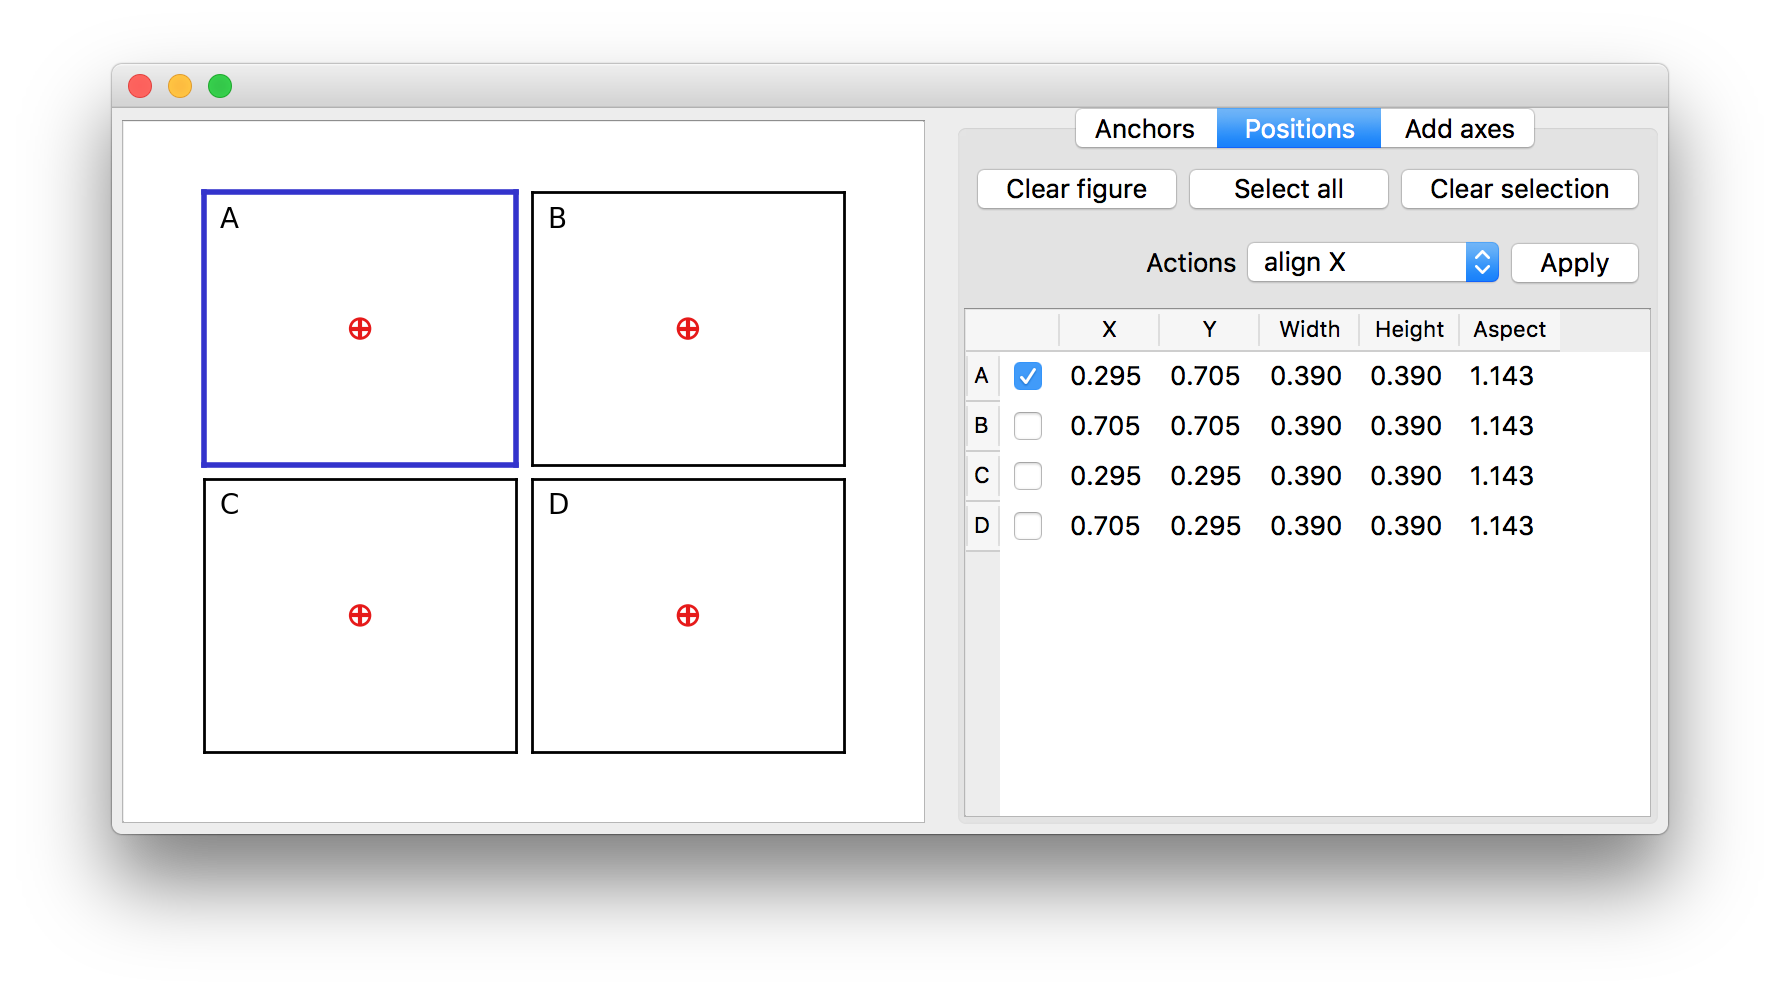 Anchors Positions Add axes
Clear figure Select all Clear selection
Actions align X Apply
A B
C D
X Y Width Height Aspect
A 0.295 0.705 0.390 0.390 1.143
B 0.705 0.705 0.390 0.390 1.143
C 0.295 0.295 0.390 0.390 1.143
D 0.705 0.295 0.390 0.390 1.143